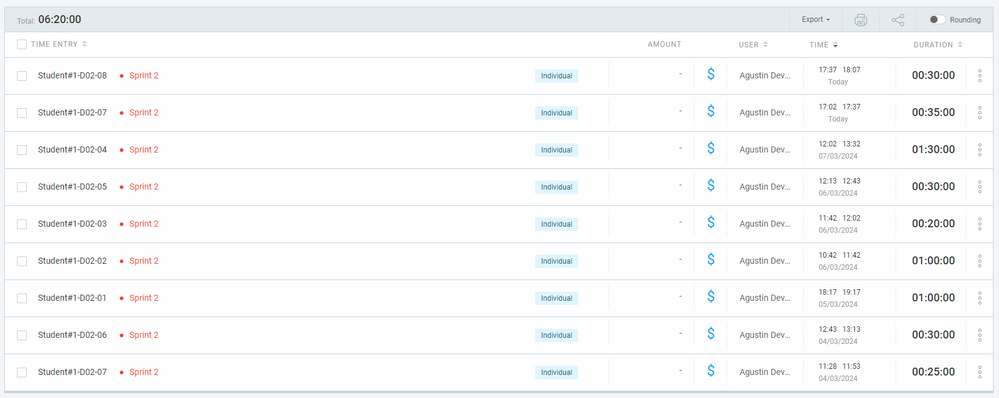 Total: 06:20:00 Export Rounding
TIME ENTRY AMOUNT USER TIME DURATION
Student#1-D02-08 Sprint 2 Individual - $ Agustin Dev... 17:37 18:07 00:30:00
Today
Student#1-D02-07 Sprint 2 Individual - $ Agustin Dev... 17:02 17:37 00:35:00
Today
Student#1-D02-04 Sprint 2 Individual - $ Agustin Dev... 12:02 13:32 01:30:00
07/03/2024
Student#1-D02-05 Sprint 2 Individual - $ Agustin Dev... 12:13 12:43 00:30:00
06/03/2024
Student#1-D02-03 Sprint 2 Individual - $ Agustin Dev... 11:42 12:02 00:20:00
06/03/2024
Student#1-D02-02 Sprint 2 Individual - $ Agustin Dev... 10:42 11:42 01:00:00
06/03/2024
Student#1-D02-01 Sprint 2 Individual - $ Agustin Dev... 18:17 19:17 01:00:00
05/03/2024
Student#1-D02-06 Sprint 2 Individual - $ Agustin Dev... 12:43 13:13 00:30:00
04/03/2024
Student#1-D02-07 Sprint 2 Individual - $ Agustin Dev... 11:28 11:53 00:25:00
04/03/2024